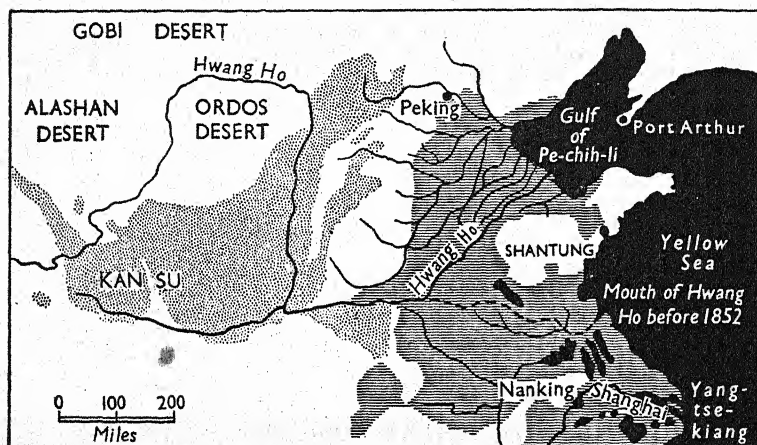 GOBI DESERT
Hwang Ho
ALASHAN
DESERT
ORDOS
DESERT
Peking
Gulf
of
Pe-chih-li
Port Arthur
KAN SU
Hwang Ho
SHANTUNG
Yellow
Sea
Mouth of Hwang
Ho before 1852
Nanking
Shanghai
Yang-
tse-
kiang
0 100 200
Miles